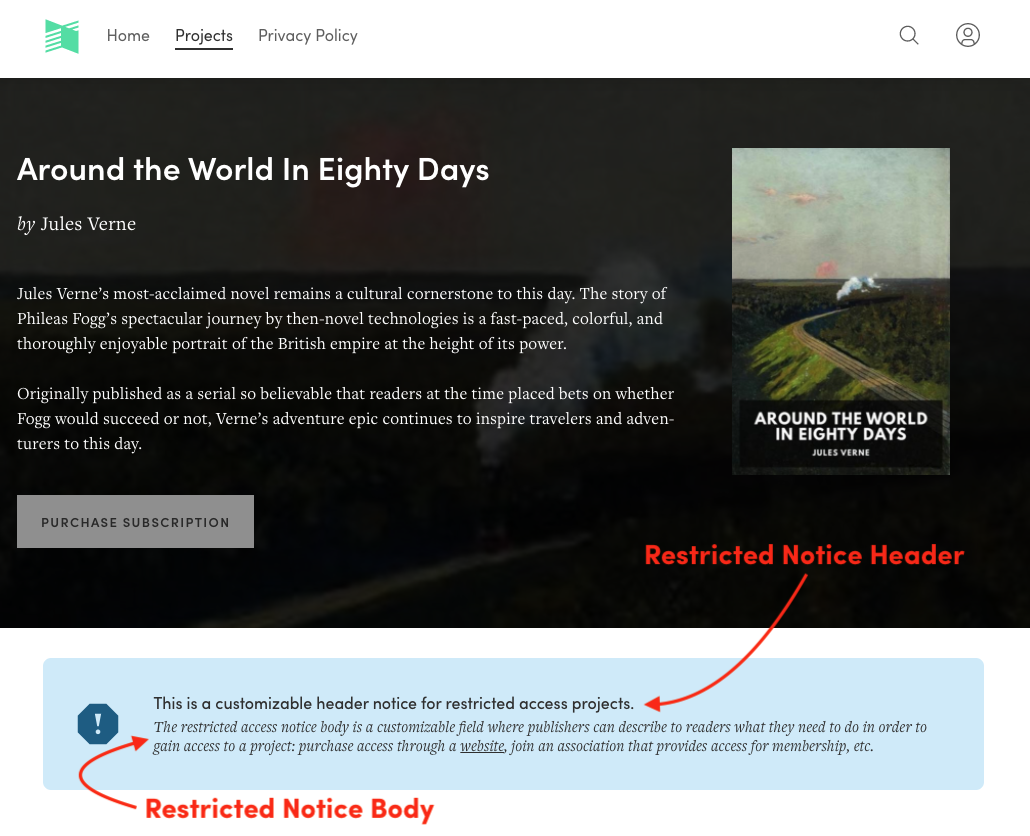 Home Projects Privacy Policy
Around the World In Eighty Days
by Jules Verne
Jules Verne’s most-acclaimed novel remains a cultural cornerstone to this day. The story of
Phileas Fogg’s spectacular journey by then-novel technologies is a fast-paced, colorful, and
thoroughly enjoyable portrait of the British empire at the height of its power.
Originally published as a serial so believable that readers at the time placed bets on whether
Fogg would succeed or not, Verne’s adventure epic continues to inspire travelers and adven-
turers to this day.
PURCHASE SUBSCRIPTION
AROUND THE WORLD
IN EIGHTY DAYS
JULES VERNE
Restricted Notice Header
This is a customizable header notice for restricted access projects.
The restricted access notice body is a customizable field where publishers can describe to readers what they need to do in order to
gain access to a project: purchase access through a website, join an association that provides access for membership, etc.
Restricted Notice Body